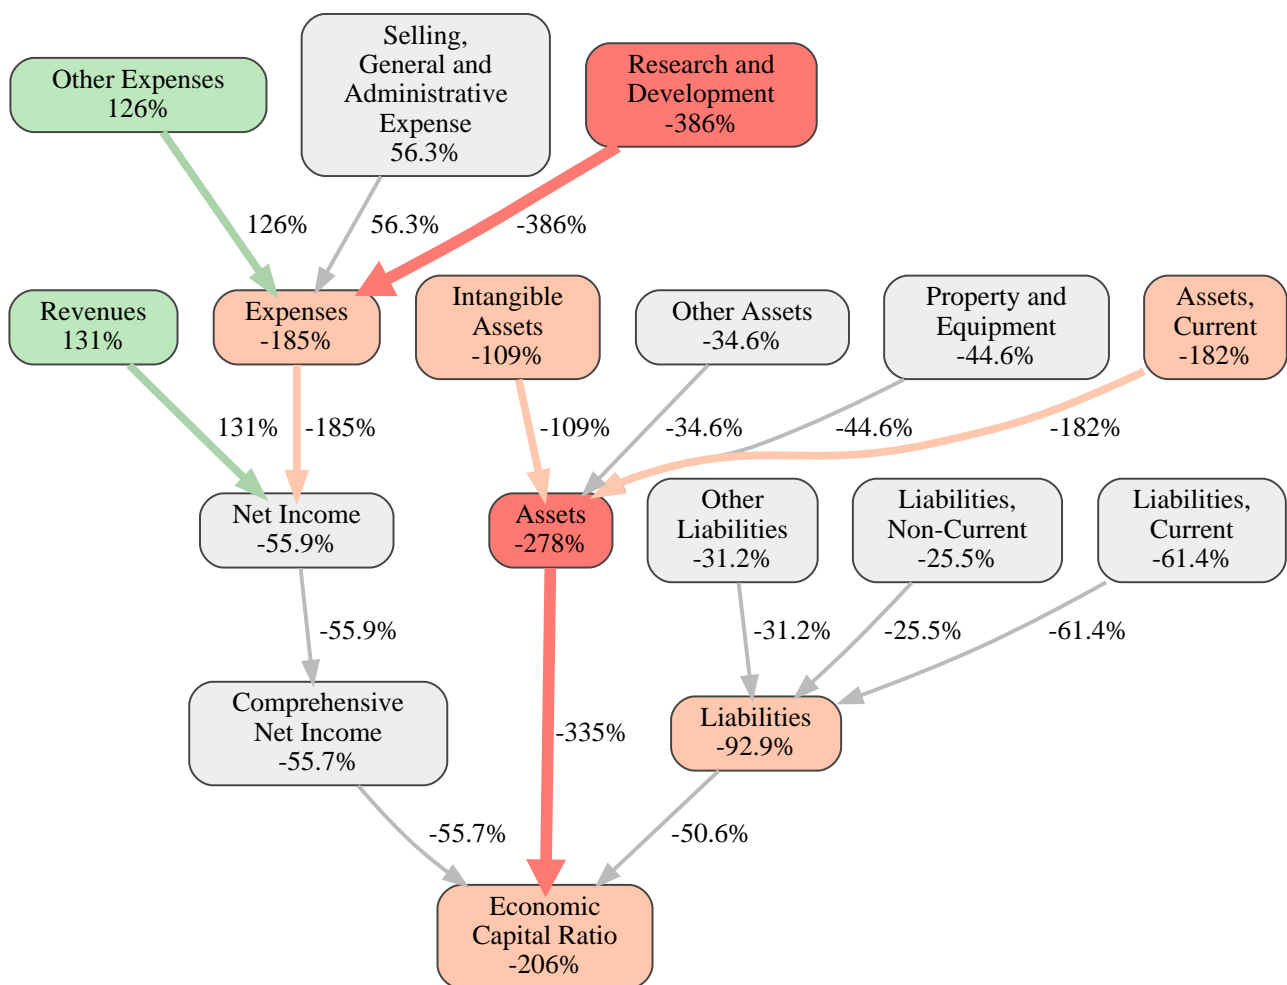 Other Expenses
126%
Selling,
General and
Administrative
Expense
56.3%
Research and
Development
-386%
126%
56.3%
-386%
Revenues
131%
Expenses
-185%
Intangible
Assets
-109%
Other Assets
-34.6%
Property and
Equipment
-44.6%
Assets,
Current
-182%
131%
-185%
-109%
-34.6%
-44.6%
-182%
Net Income
-55.9%
Assets
-278%
Other
Liabilities
-31.2%
Liabilities,
Non-Current
-25.5%
Liabilities,
Current
-61.4%
-55.9%
-31.2%
-25.5%
-61.4%
Comprehensive
Net Income
-55.7%
-335%
Liabilities
-92.9%
-55.7%
-50.6%
Economic
Capital Ratio
-206%